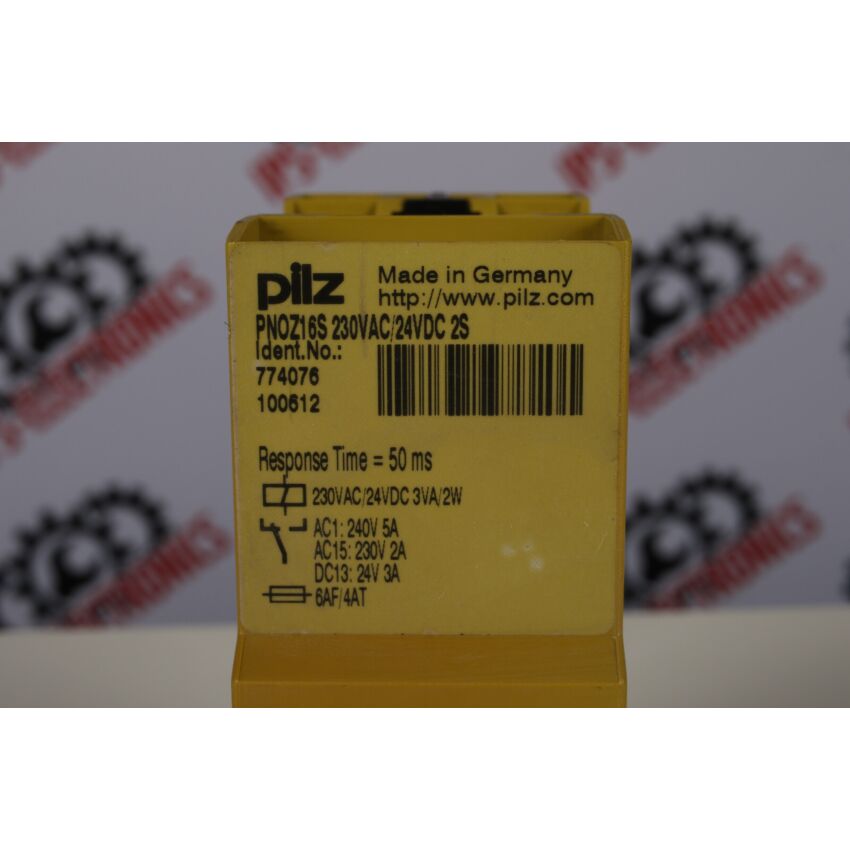 pilz
Made in Germany
http://www.pilz.com
PNOZ16S 230VAC/24VDC 2S
Ident.No.:
774076
100612
Response Time = 50 ms
230VAC/24VDC 3VA/2W
AC1: 240V 5A
AC15: 230V 2A
DC13: 24V 3A
6AF/4AT